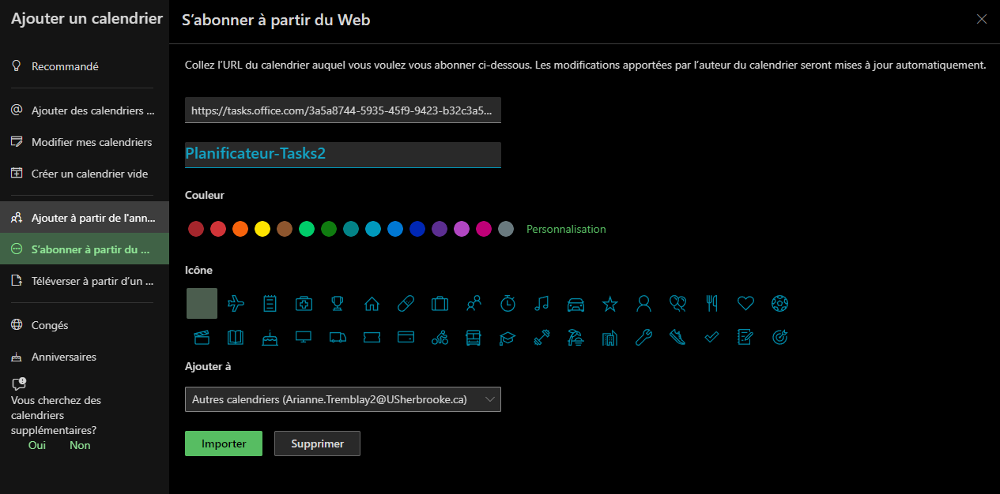 Ajouter un calendrier
Recommandé
Ajouter des calendriers ...
Modifier mes calendriers
Créer un calendrier vide
Ajouter à partir de l'ann...
S’abonner à partir du ...
Téléverser à partir d’un ...
Congés
Anniversaires
Vous cherchez des
calendriers
supplémentaires?
Oui Non
S’abonner à partir du Web
Collez l’URL du calendrier auquel vous voulez vous abonner ci-dessous. Les modifications apportées par l’auteur du calendrier seront mises à jour automatiquement.
https://tasks.office.com/3a5a8744-5935-45f9-9423-b32c3a5...
Planificateur-Tasks2
Couleur
Personnalisation
Icône
Ajouter à
Autres calendriers (Arianne.Tremblay2@USherbrooke.ca)
Importer Supprimer